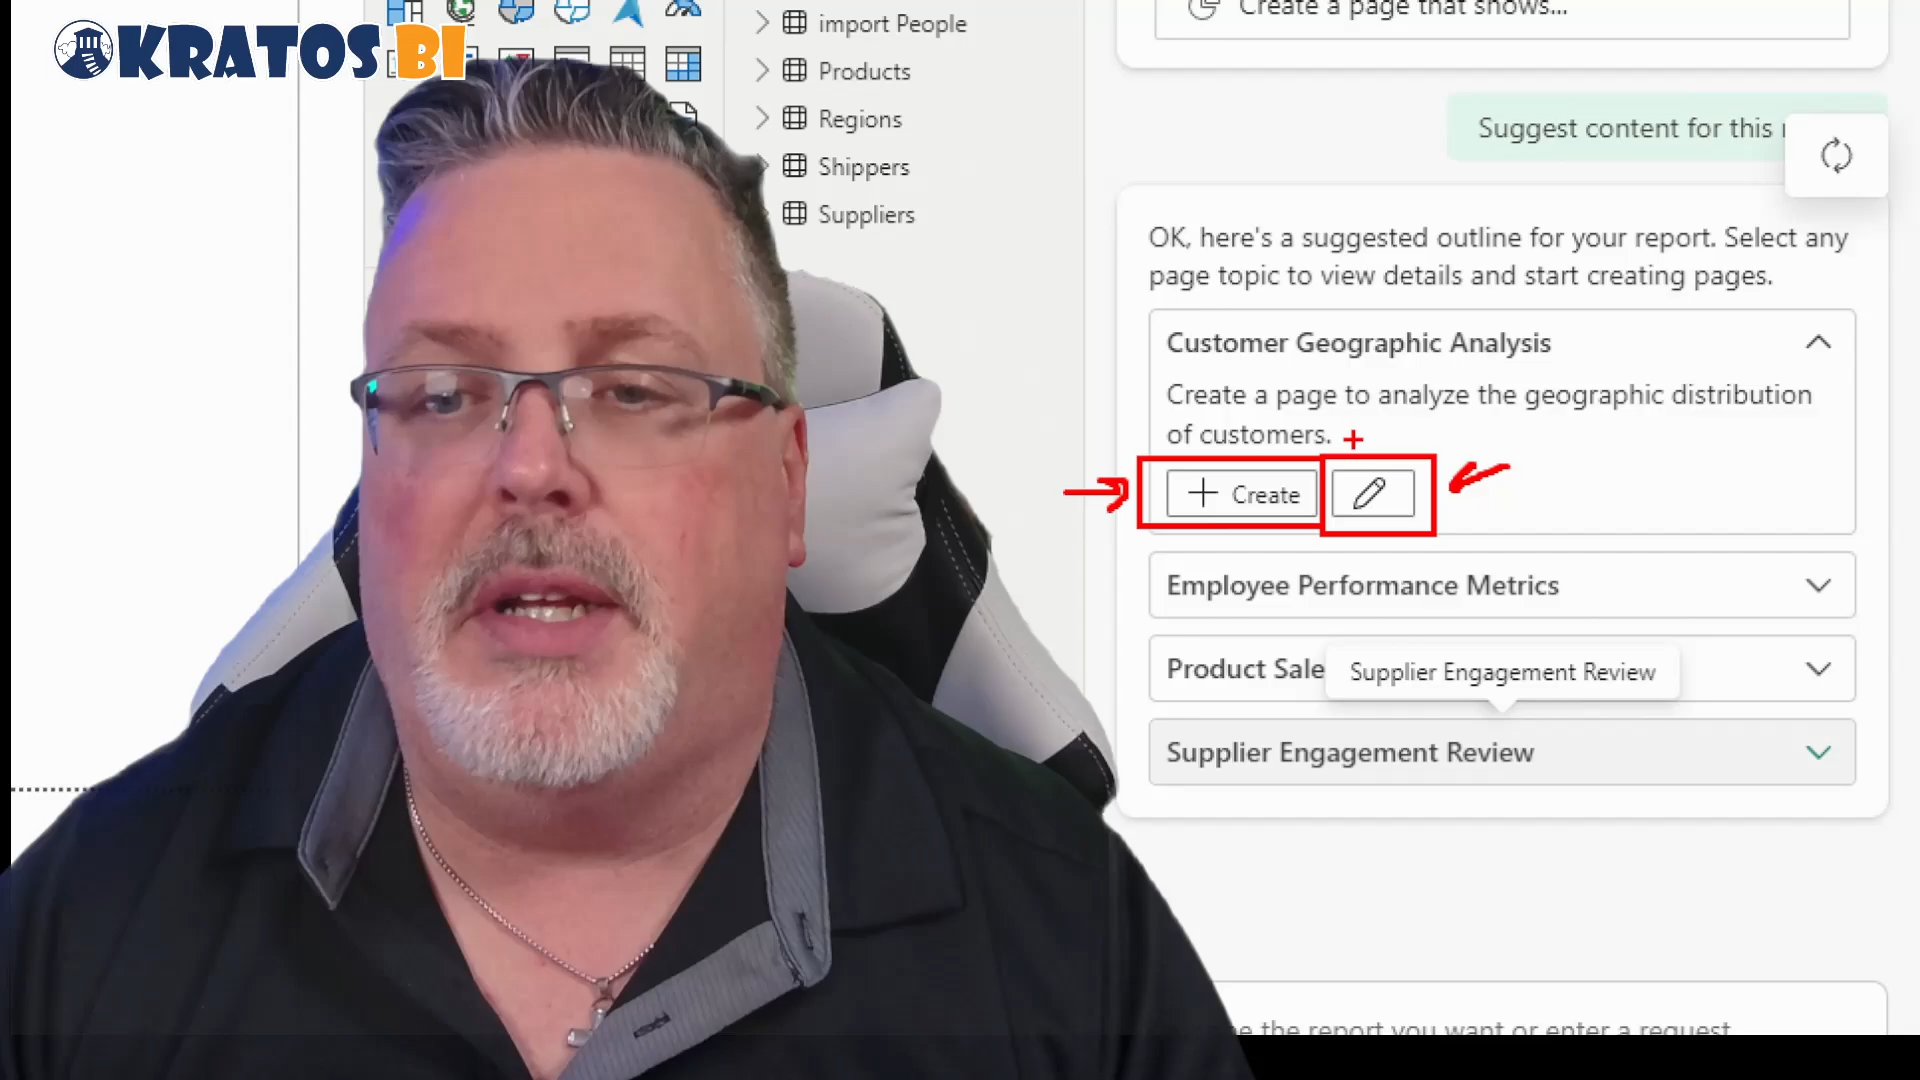 KRATOS BI
import People
Products
Regions
Shippers
Suppliers
Create a page that shows...
Suggest content for this
OK, here's a suggested outline for your report. Select any
page topic to view details and start creating pages.
Customer Geographic Analysis
Create a page to analyze the geographic distribution
of customers.
Create
Employee Performance Metrics
Product Sale
Supplier Engagement Review
Supplier Engagement Review
the report you want or enter a request